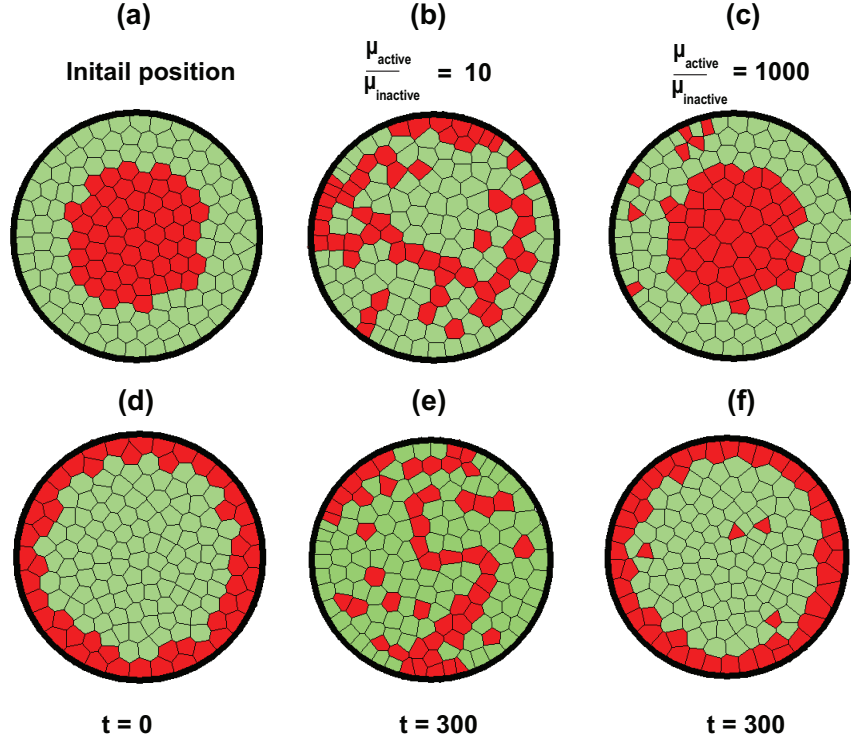 (a) (b) (c)
Initail position
μactive
μinactive = 10
μactive
μinactive = 1000
(d) (e) (f)
t = 0 t = 300 t = 300